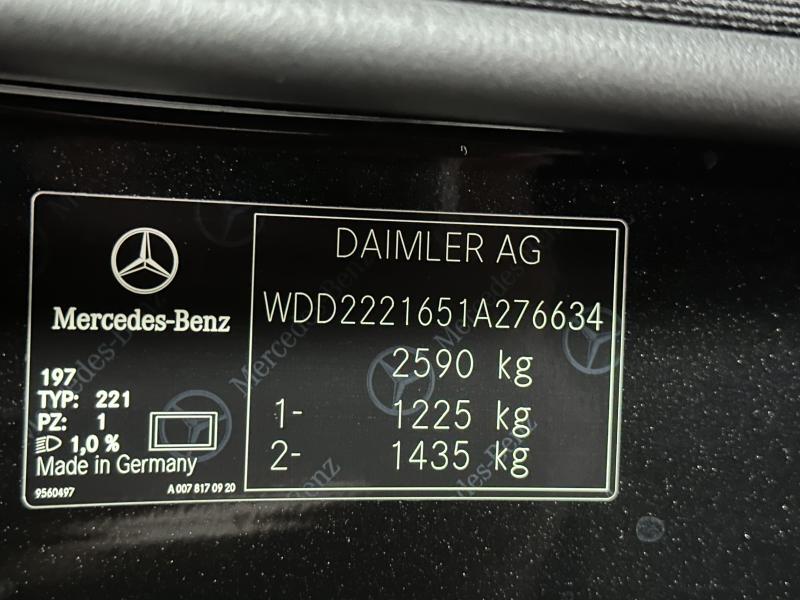 Mercedes-Benz
197
TYP: 221
PZ: 1
1,0 %
Made in Germany
9560497
A 007 817 09 20
DAIMLER AG
WDD2221651A276634
2590 kg
1- 1225 kg
2- 1435 kg